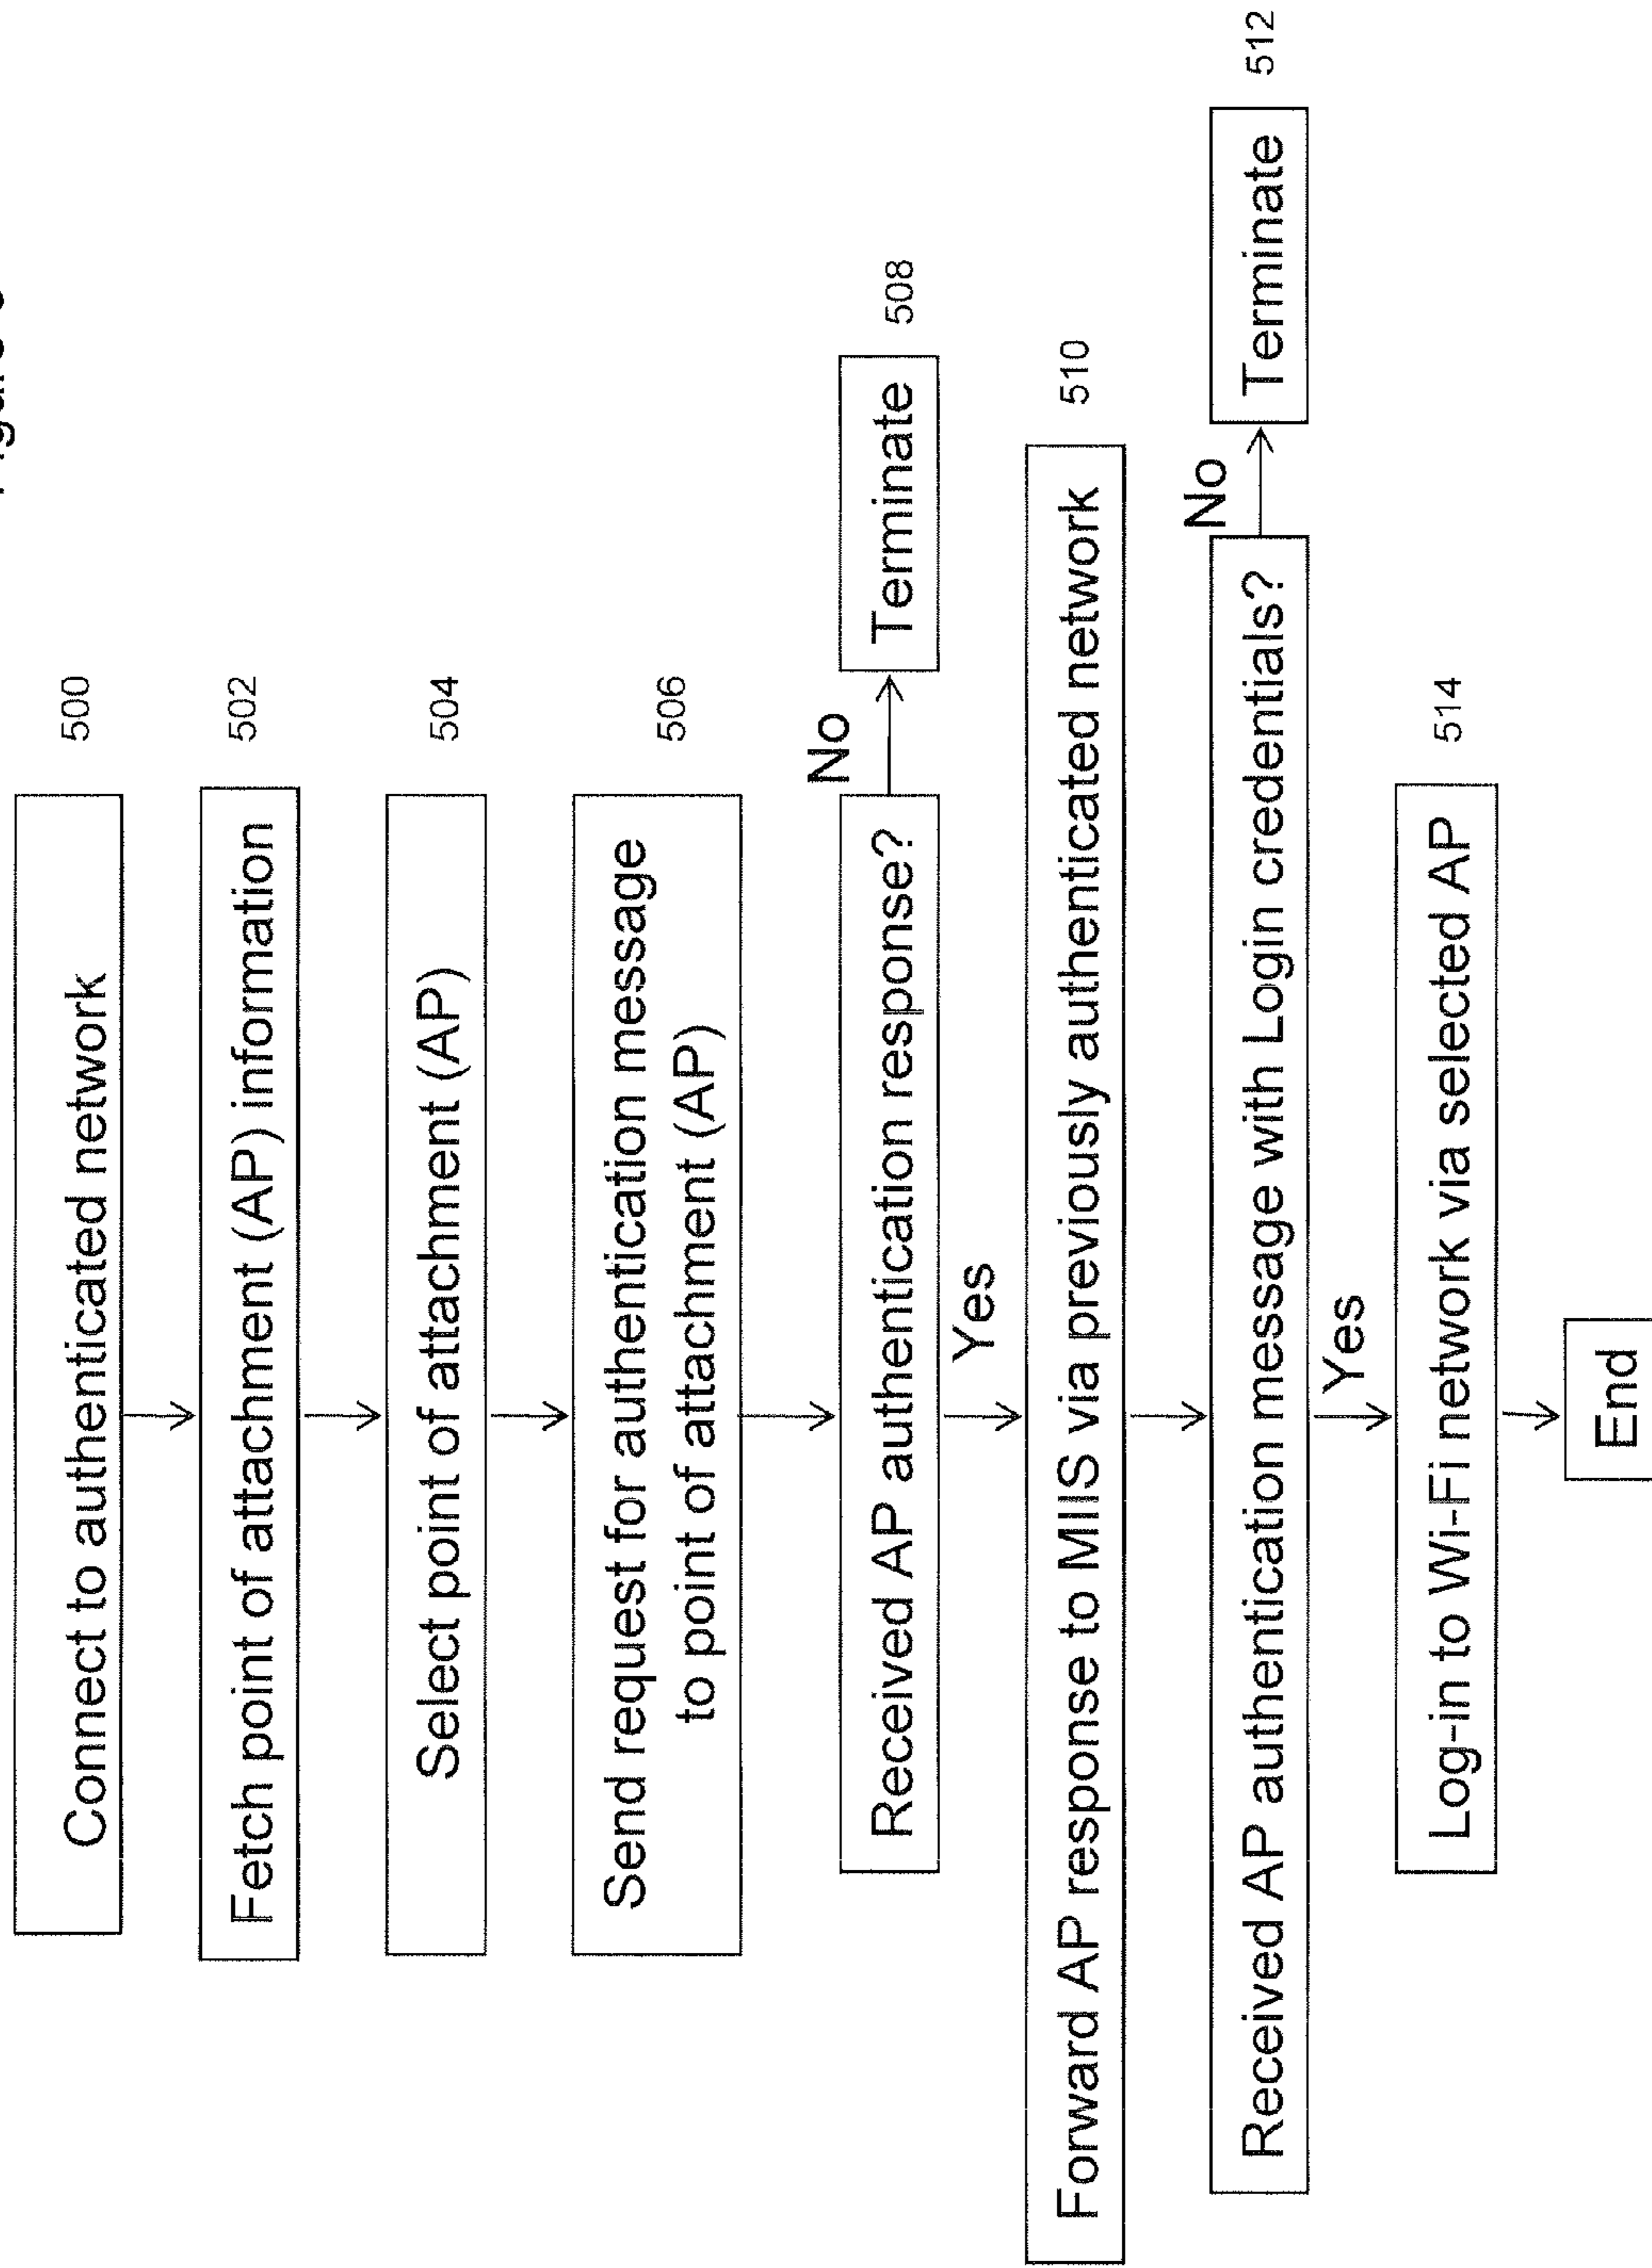 Connect to authenticated network
500
Fetch point of attachment (AP) information
502
Select point of attachment (AP)
504
Send request for authentication message
to point of attachment (AP)
506
Received AP authentication response?
No
Terminate
508
Yes
Forward AP response to MIIS via previously authenticated network
510
Received AP authentication message with Login credentials?
No
Terminate
512
Yes
Log-in to Wi-Fi network via selected AP
514
End